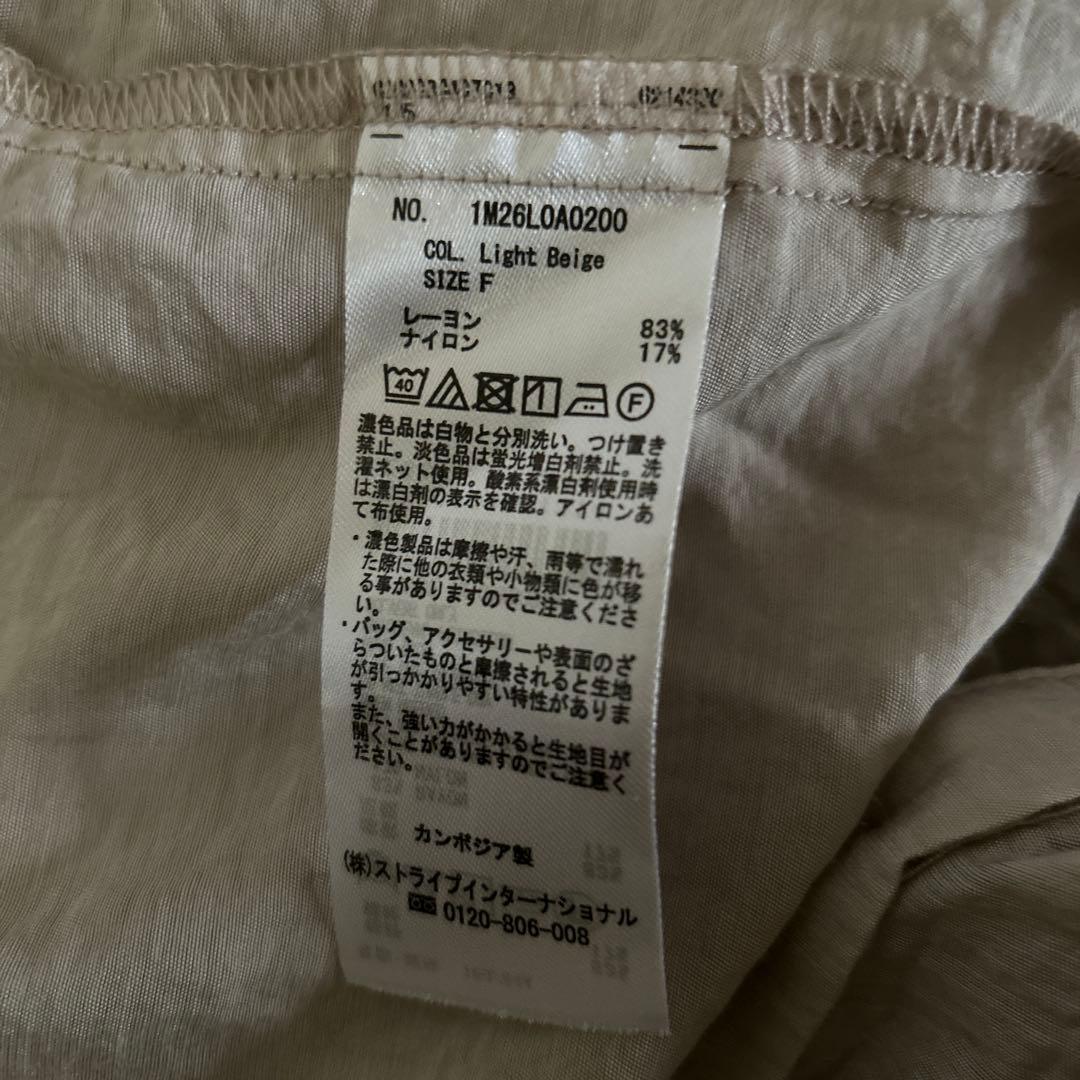 NO. 1M26L0A0200
COL. Light Beige
SIZE F
レーヨン 83%
ナイロン 17%
40
F
濃色品は白物と分別洗い。つけ置き
禁止。淡色品は蛍光増白剤禁止。洗
濯ネット使用。酸素系漂白剤使用時
は漂白剤の表示を確認。アイロンあ
て布使用。
・濃色製品は摩擦や汗、雨等で濡れ
た際に他の衣類や小物類に色が移
る事がありますのでご注意くださ
い。
・バッグ、アクセサリーや表面のざ
らついたものと摩擦されると生地
が引っかかりやすい特性がありま
す。
また、強い力がかかると生地目が
開くことがありますのでご注意く
ださい。
カンボジア製
(株)ストライプインターナショナル
0120-806-008